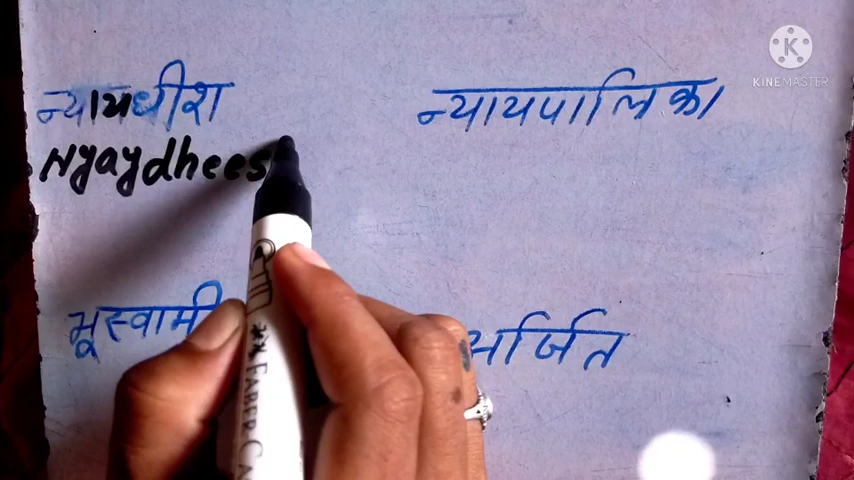 न्यायधीश
न्यायपालिका
Nyaydhees
भूस्वामी
अर्जित
KINEMASTER